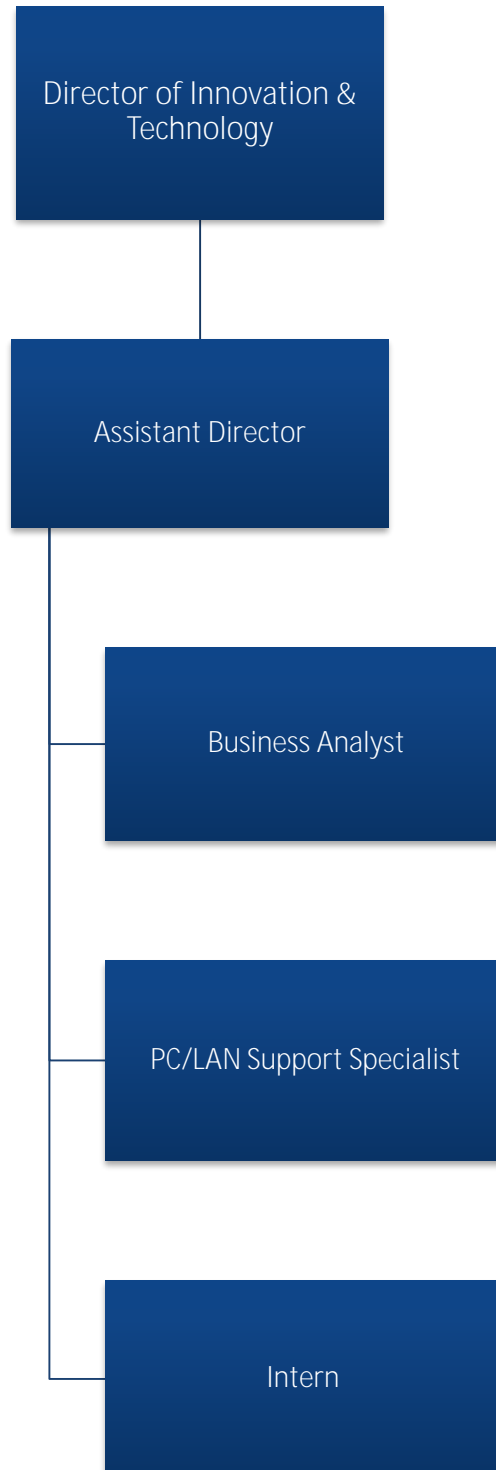 Director of Innovation &
Technology
Assistant Director
Business Analyst
PC/LAN Support Specialist
Intern